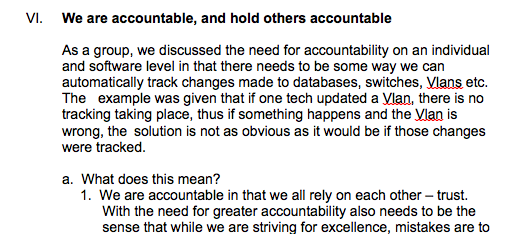 VI. We are accountable, and hold others accountable
As a group, we discussed the need for accountability on an individual
and software level in that there needs to be some way we can
automatically track changes made to databases, switches, Vlans etc.
The example was given that if one tech updated a Vlan, there is no
tracking taking place, thus if something happens and the Vlan is
wrong, the solution is not as obvious as it would be if those changes
were tracked.
a. What does this mean?
1. We are accountable in that we all rely on each other – trust.
With the need for greater accountability also needs to be the
sense that while we are striving for excellence, mistakes are to